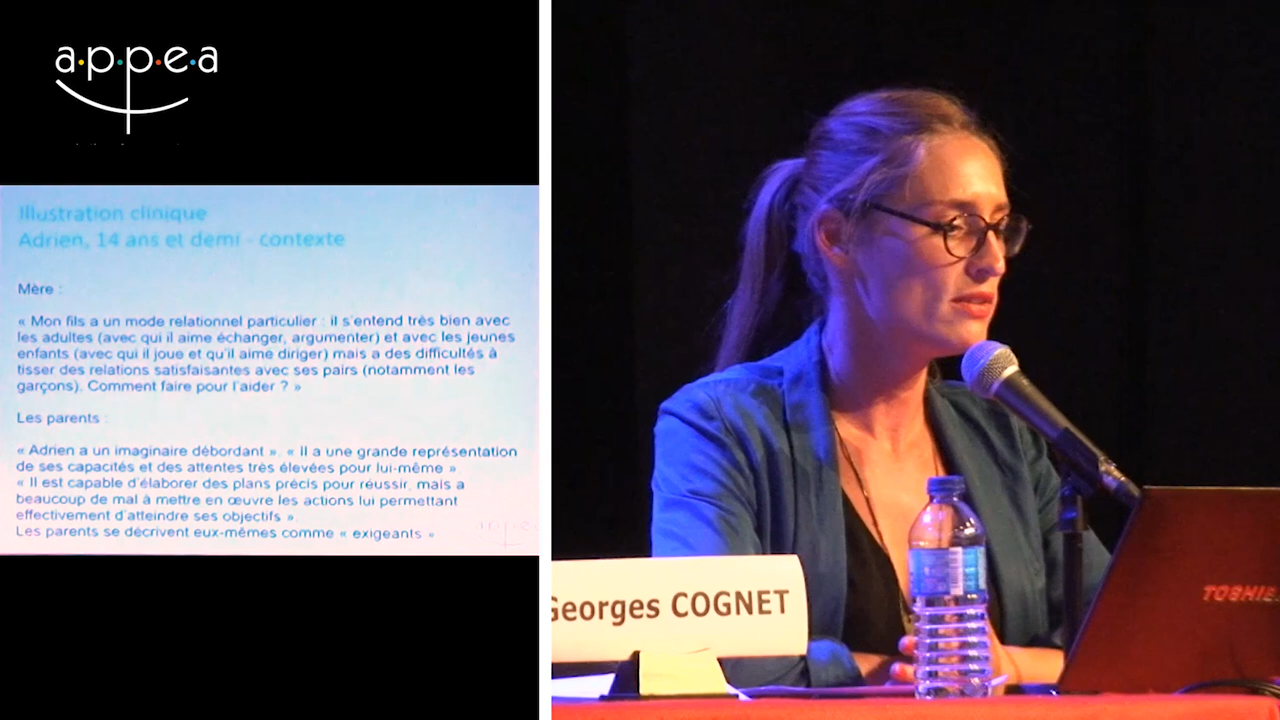 a·p·p·e·a
Illustration clinique
Adrien, 14 ans et demi - contexte
Mère :
« Mon fils a un mode relationnel particulier : il s'entend très bien avec
les adultes (avec qui il aime échanger, argumenter) et avec les jeunes
enfants (avec qui il joue et qu'il aime diriger) mais a des difficultés à
tisser des relations satisfaisantes avec ses pairs (notamment les
garçons). Comment faire pour l'aider ? »
Les parents :
« Adrien a un imaginaire débordant ». « Il a une grande représentation
de ses capacités et des attentes très élevées pour lui-même »
« Il est capable d'élaborer des plans précis pour réussir, mais a
beaucoup de mal à mettre en œuvre les actions lui permettant
effectivement d'atteindre ses objectifs ».
Les parents se décrivent eux-mêmes comme « exigeants »
appe
Georges COGNET
TOSHIB